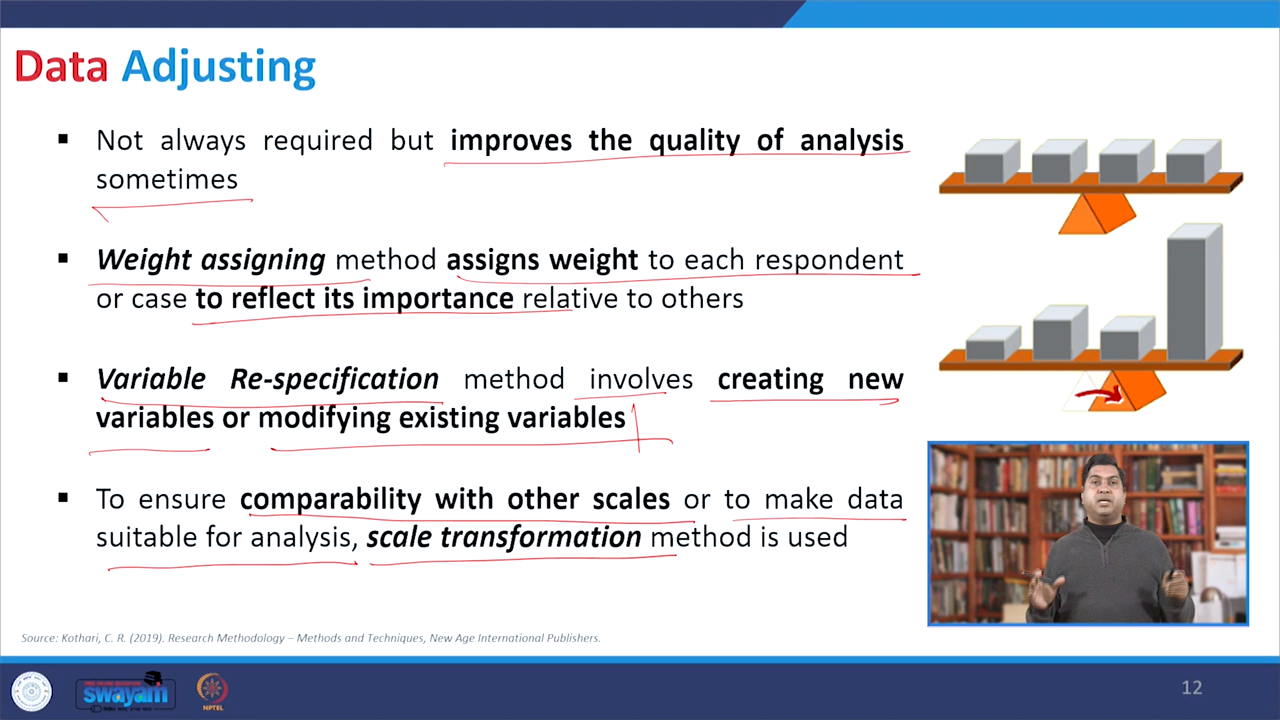 Data Adjusting
▪ Not always required but improves the quality of analysis
sometimes
▪ Weight assigning method assigns weight to each respondent
or case to reflect its importance relative to others
▪ Variable Re-specification method involves creating new
variables or modifying existing variables
▪ To ensure comparability with other scales or to make data
suitable for analysis, scale transformation method is used
Source: Kothari, C. R. (2019). Research Methodology – Methods and Techniques, New Age International Publishers.
swayam
NPTEL
12